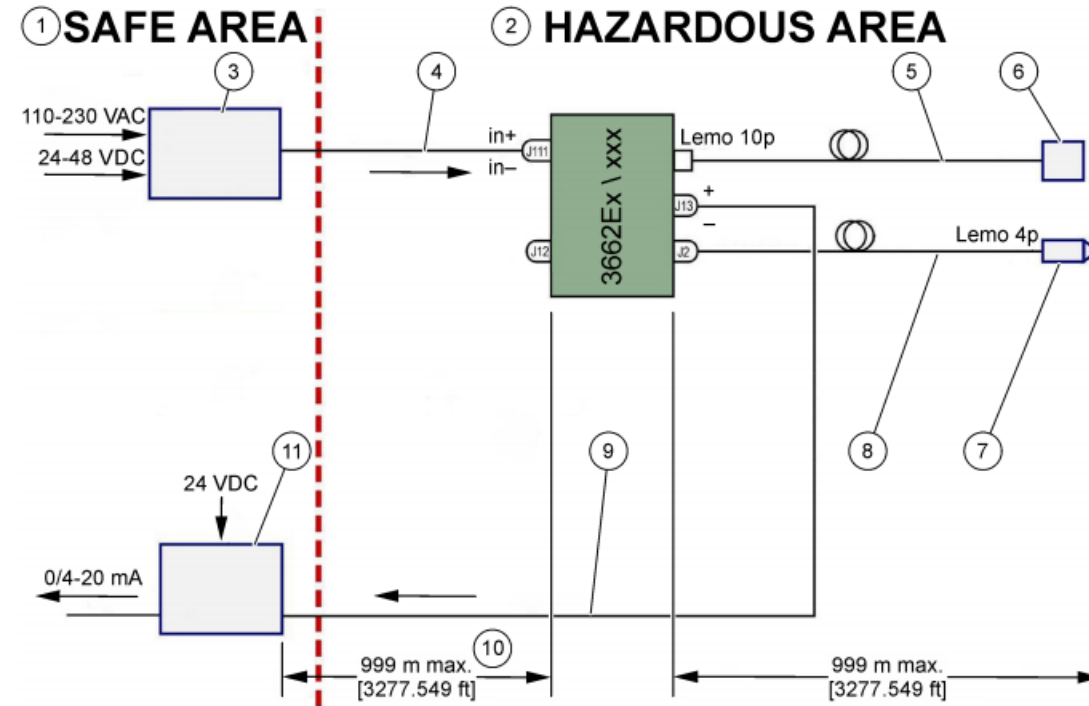 1 SAFE AREA
2 HAZARDOUS AREA
3
4
5
6
110-230 VAC
24-48 VDC
in+
in–
J111
Lemo 10p
3662Ex \ xxx
J13
+
–
J12
J2
Lemo 4p
11
9
8
7
24 VDC
0/4-20 mA
10
999 m max.
[3277.549 ft]
999 m max.
[3277.549 ft]